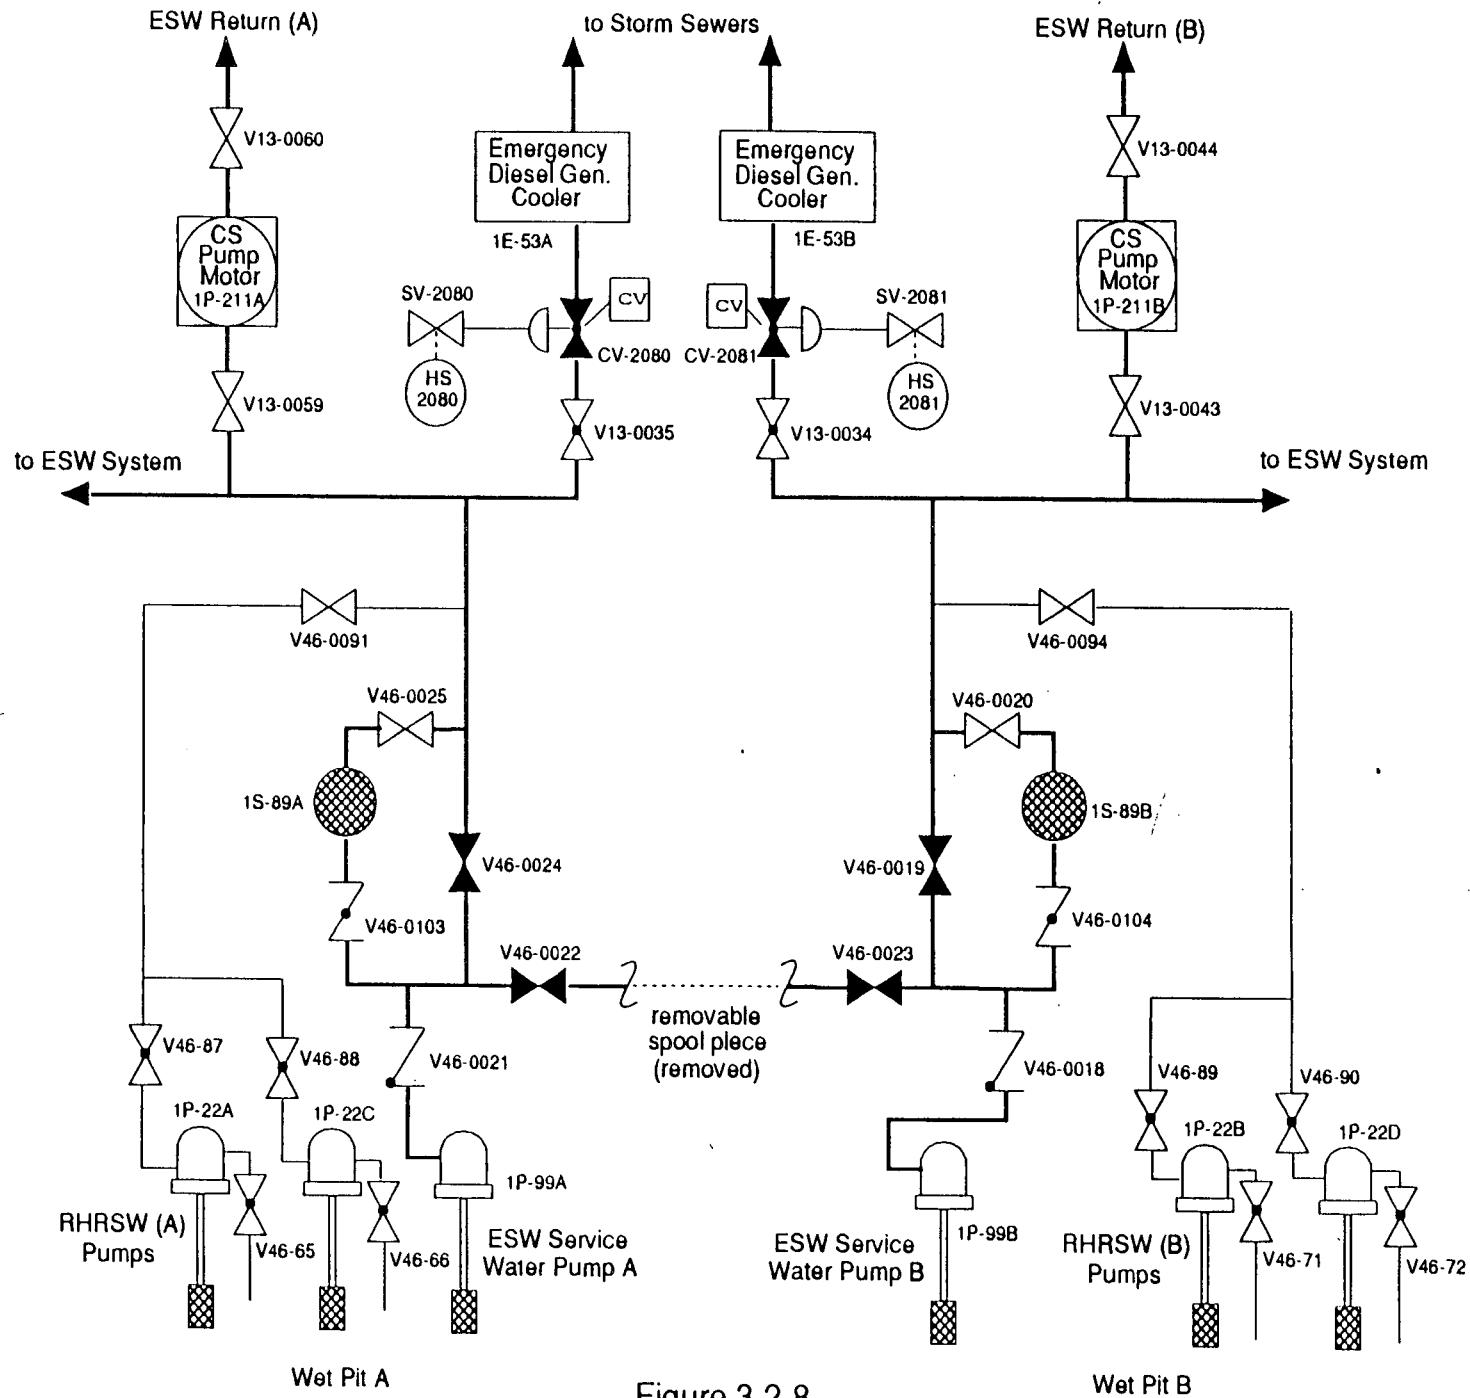 ESW Return (A)
to Storm Sewers
ESW Return (B)
V13-0060
V13-0044
Emergency
Diesel Gen.
Cooler
Emergency
Diesel Gen.
Cooler
CS
Pump
Motor
1P-211A
CS
Pump
Motor
1P-211B
1E-53A
1E-53B
SV-2080
CV
CV
SV-2081
CV-2080
CV-2081
HS
2080
HS
2081
V13-0059
V13-0035
V13-0034
V13-0043
to ESW System
to ESW System
V46-0091
V46-0094
V46-0025
V46-0020
1S-89A
1S-89B
V46-0024
V46-0019
V46-0103
V46-0104
V46-0022
V46-0023
removable
spool piece
(removed)
V46-87
V46-88
V46-0021
V46-0018
V46-89
V46-90
1P-22A
1P-22C
1P-22B
1P-22D
1P-99A
1P-99B
RHRSW (A)
Pumps
V46-65
V46-66
ESW Service
Water Pump A
ESW Service
Water Pump B
RHRSW (B)
Pumps
V46-71
V46-72
Wet Pit A
Wet Pit B
Figure 3.2.8